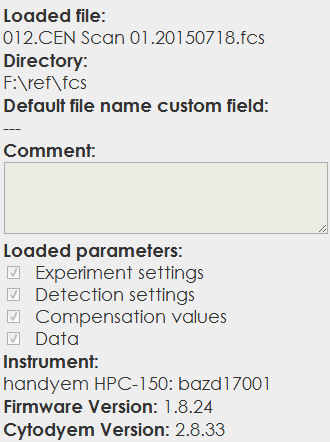 Loaded file:
012.CEN Scan 01.20150718.fcs
Directory:
F:\ref\fcs
Default file name custom field:
---
Comment:
Loaded parameters:
Experiment settings
Detection settings
Compensation values
Data
Instrument:
handyem HPC-150: bazd17001
Firmware Version: 1.8.24
Cytodyem Version: 2.8.33